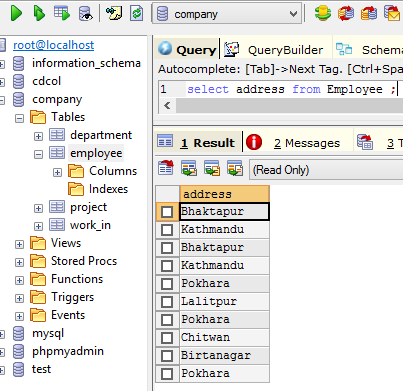 company
root@localhost
information_schema
cdcol
company
Tables
department
employee
Columns
Indexes
project
work_in
Views
Stored Procs
Functions
Triggers
Events
mysql
phpmyadmin
test
Query
QueryBuilder
Schema
Autocomplete: [Tab]->Next Tag. [Ctrl+Spa
1 select address from Employee ;
1 Result
2 Messages
3 T
(Read Only)
address
Bhaktapur
Kathmandu
Bhaktapur
Kathmandu
Pokhara
Lalitpur
Pokhara
Chitwan
Birtanagar
Pokhara